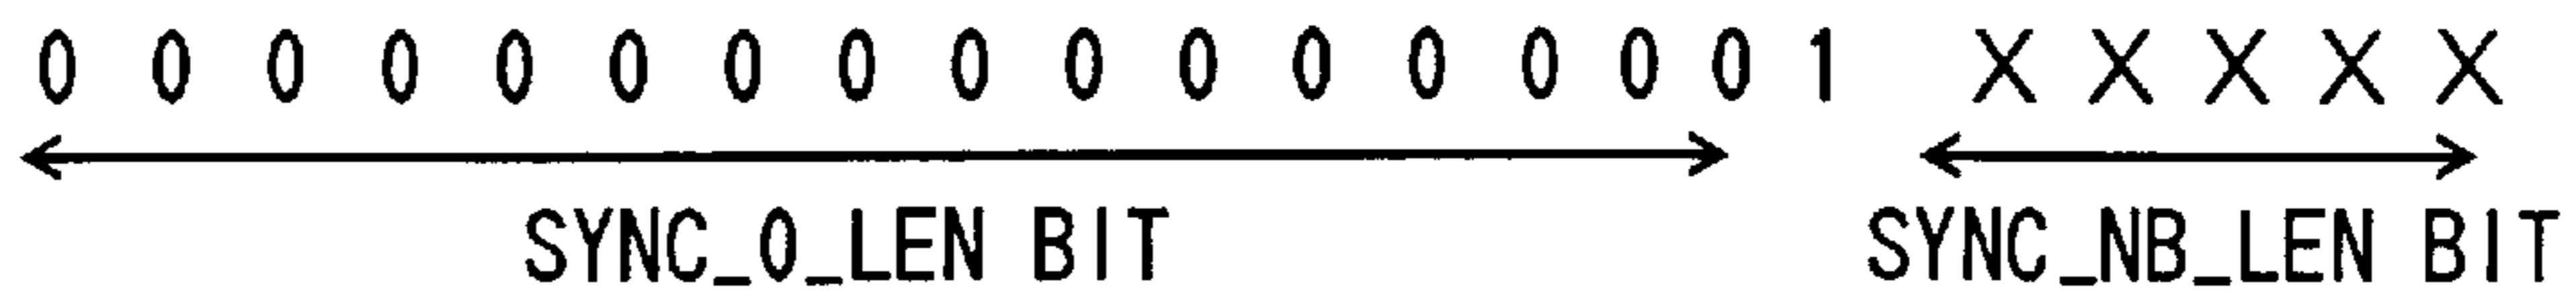 0 0 0 0 0 0 0 0 0 0 0 0 0 0 0 0 1 X X X X X
SYNC_0_LEN BIT SYNC_NB_LEN BIT